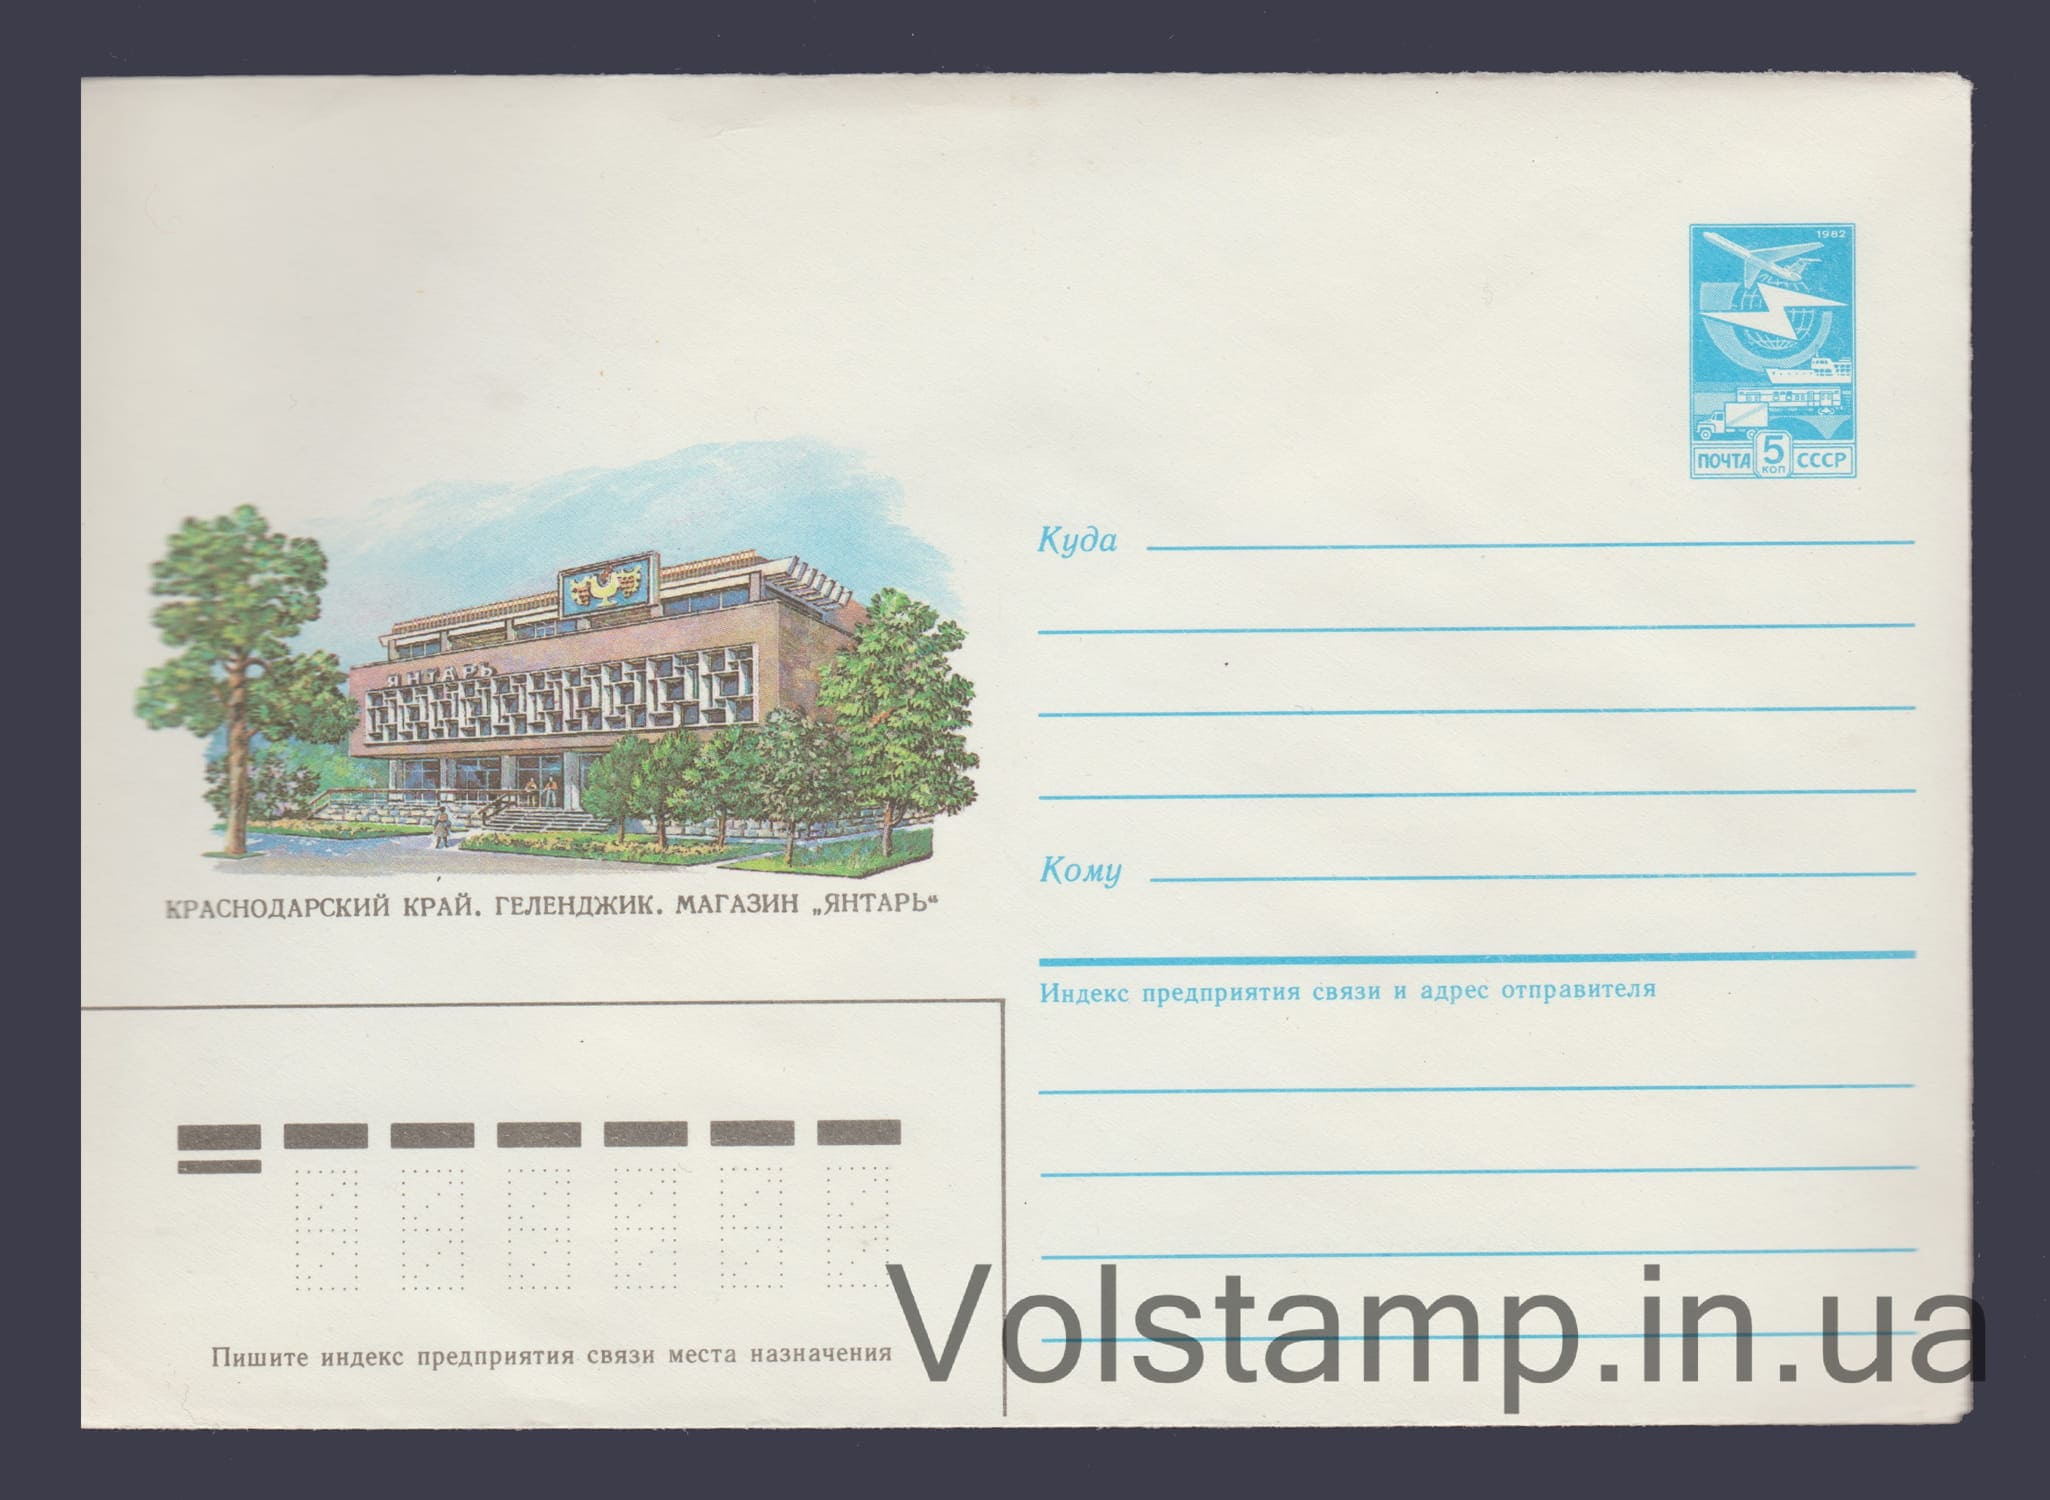 1982
ПОЧТА 5 КОП СССР
Куда
ЯНТАРЬ
Кому
КРАСНОДАРСКИЙ КРАЙ. ГЕЛЕНДЖИК. МАГАЗИН „ЯНТАРЬ“
Индекс предприятия связи и адрес отправителя
Пишите индекс предприятия связи места назначения
Volstamp.in.ua